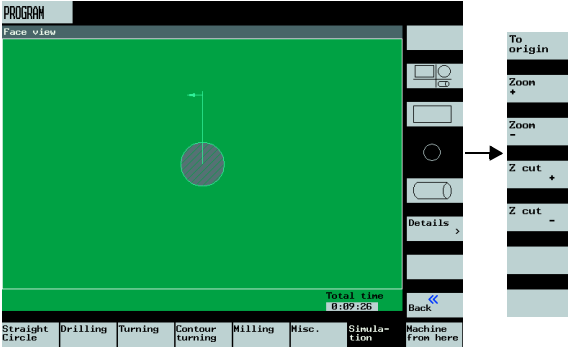 PROGRAM
Face view
Details
>
Total time
0:09:26
«
Back
Straight
Circle
Drilling
Turning
Contour
turning
Milling
Misc.
Simula-
tion
Machine
from here
To
origin
Zoom
+
Zoom
-
Z cut
+
Z cut
-